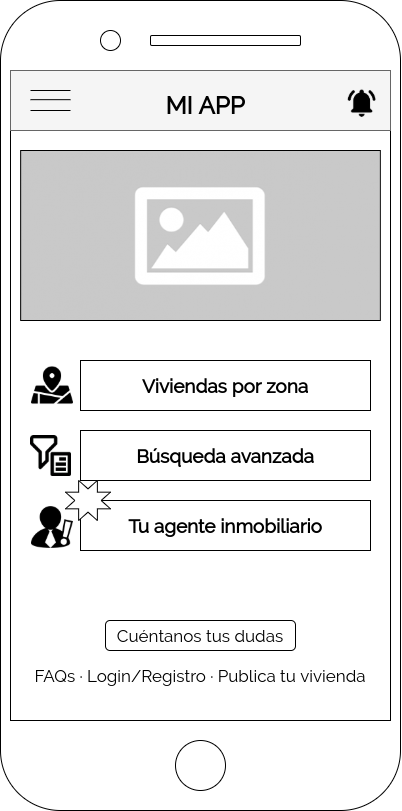 MI APP
Viviendas por zona
Búsqueda avanzada
Tu agente inmobiliario
Cuéntanos tus dudas
FAQs · Login/Registro · Publica tu vivienda